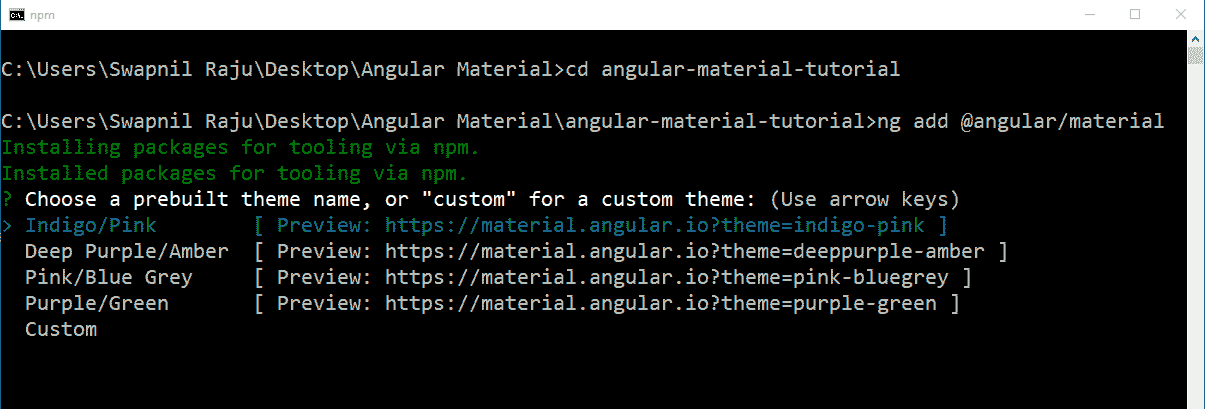 npm
C:\Users\Swapnil Raju\Desktop\Angular Material>cd angular-material-tutorial
C:\Users\Swapnil Raju\Desktop\Angular Material\angular-material-tutorial>ng add @angular/material
Installing packages for tooling via npm.
Installed packages for tooling via npm.
? Choose a prebuilt theme name, or "custom" for a custom theme: (Use arrow keys)
> Indigo/Pink        [ Preview: https://material.angular.io?theme=indigo-pink ]
  Deep Purple/Amber  [ Preview: https://material.angular.io?theme=deeppurple-amber ]
  Pink/Blue Grey     [ Preview: https://material.angular.io?theme=pink-bluegrey ]
  Purple/Green       [ Preview: https://material.angular.io?theme=purple-green ]
  Custom